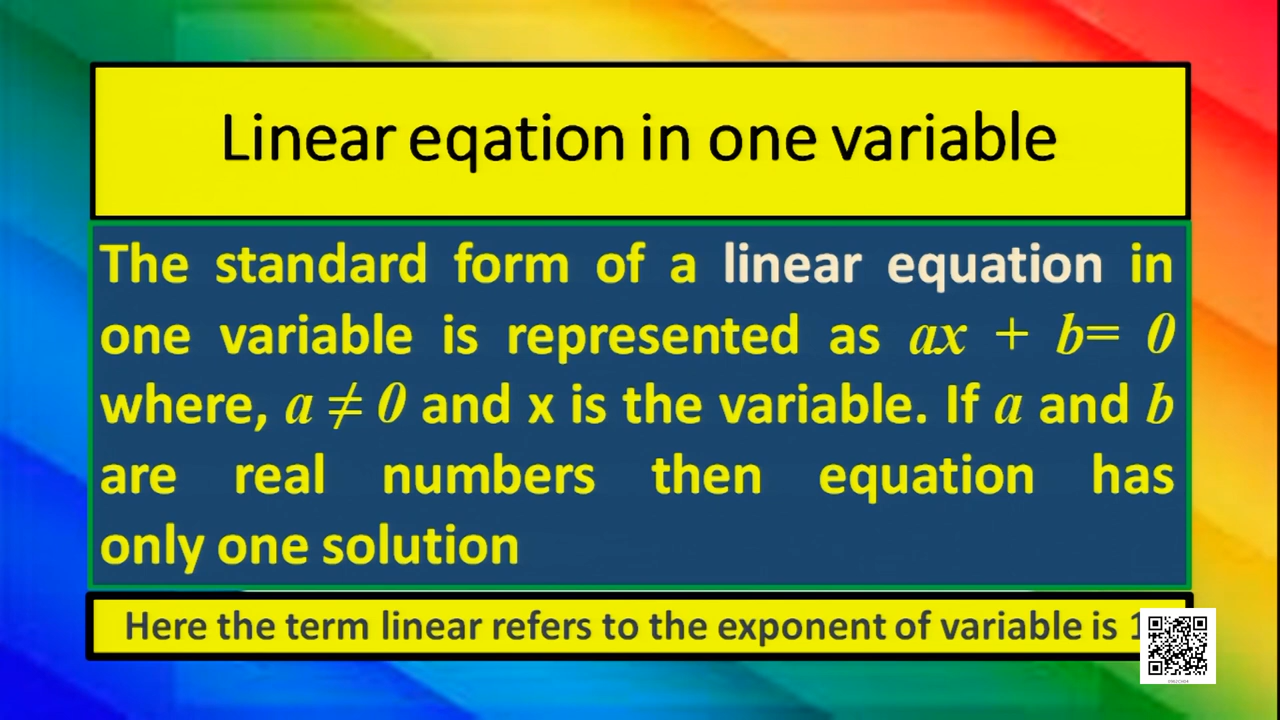 Linear eqation in one variable
The standard form of a linear equation in
one variable is represented as ax + b= 0
where, a ≠ 0 and x is the variable. If a and b
are real numbers then equation has
only one solution
Here the term linear refers to the exponent of variable is 1